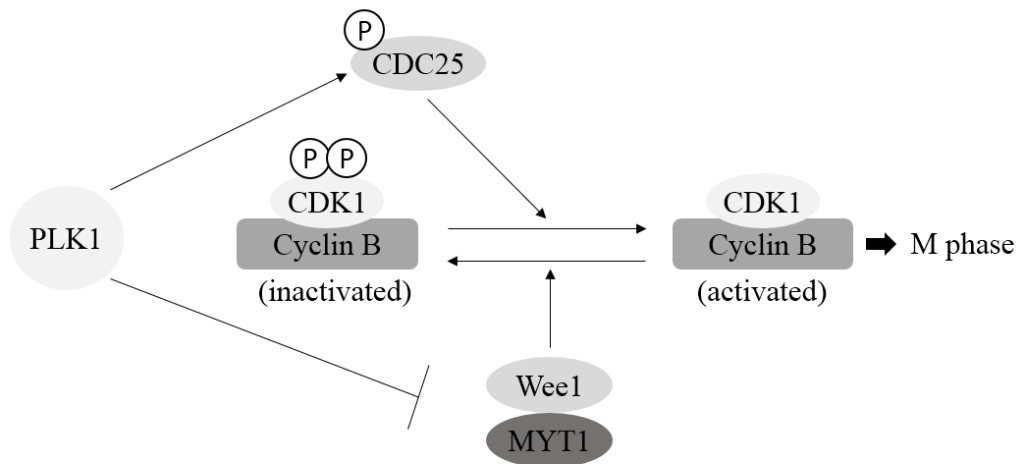 P
CDC25
P P
CDK1
Cyclin B
(inactivated)
PLK1
CDK1
Cyclin B
(activated)
M phase
Wee1
MYT1